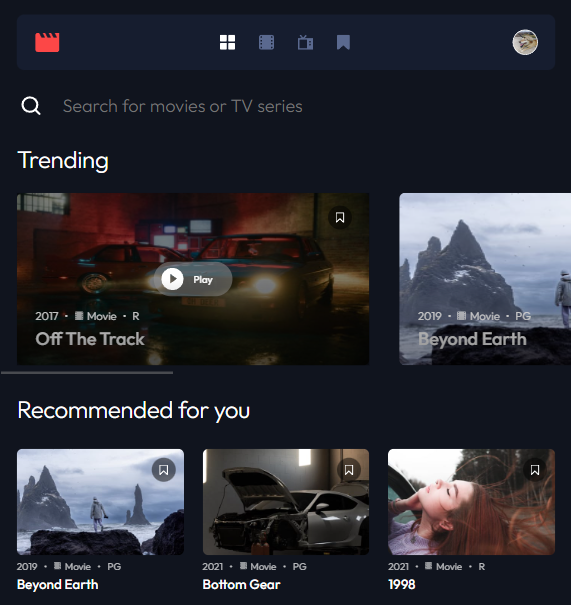 Search for movies or TV series
Trending
Play
2017 • Movie • R
Off The Track
2019 • Movie • PG
Beyond Earth
Recommended for you
2019 • Movie • PG
Beyond Earth
2021 • Movie • PG
Bottom Gear
2021 • Movie • R
1998